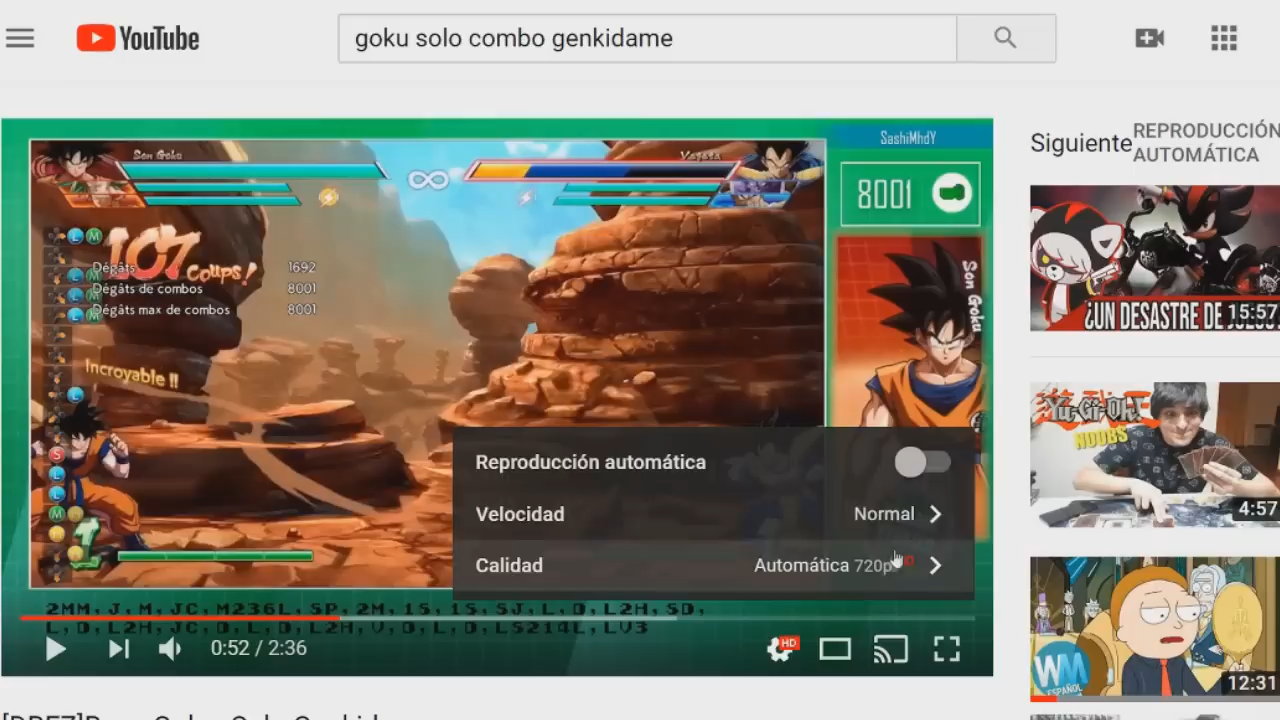 YouTube
goku solo combo genkidame
SashiMhdY
Son Goku
Vegeta
8001
L M
107 Coups!
Dégâts 1692
Dégâts de combos 8001
Dégâts max de combos 8001
Incroyable !!
Son Goku
Reproducción automática
Velocidad Normal
Calidad Automática 720p
2MM, J, M, JC, M236L, SP, 2M, 1S, 1S, SJ, L, D, L2H, SD,
L, D, L2H, JC, D, L, D, L2H, V, D, L, D, LS214L, LV3
0:52 / 2:36
HD
Siguiente
REPRODUCCIÓN
AUTOMÁTICA
¿UN DESASTRE DE
15:57
Yu-Gi-Oh!
NOOBS
4:57
WM
ESPAÑOL
12:31